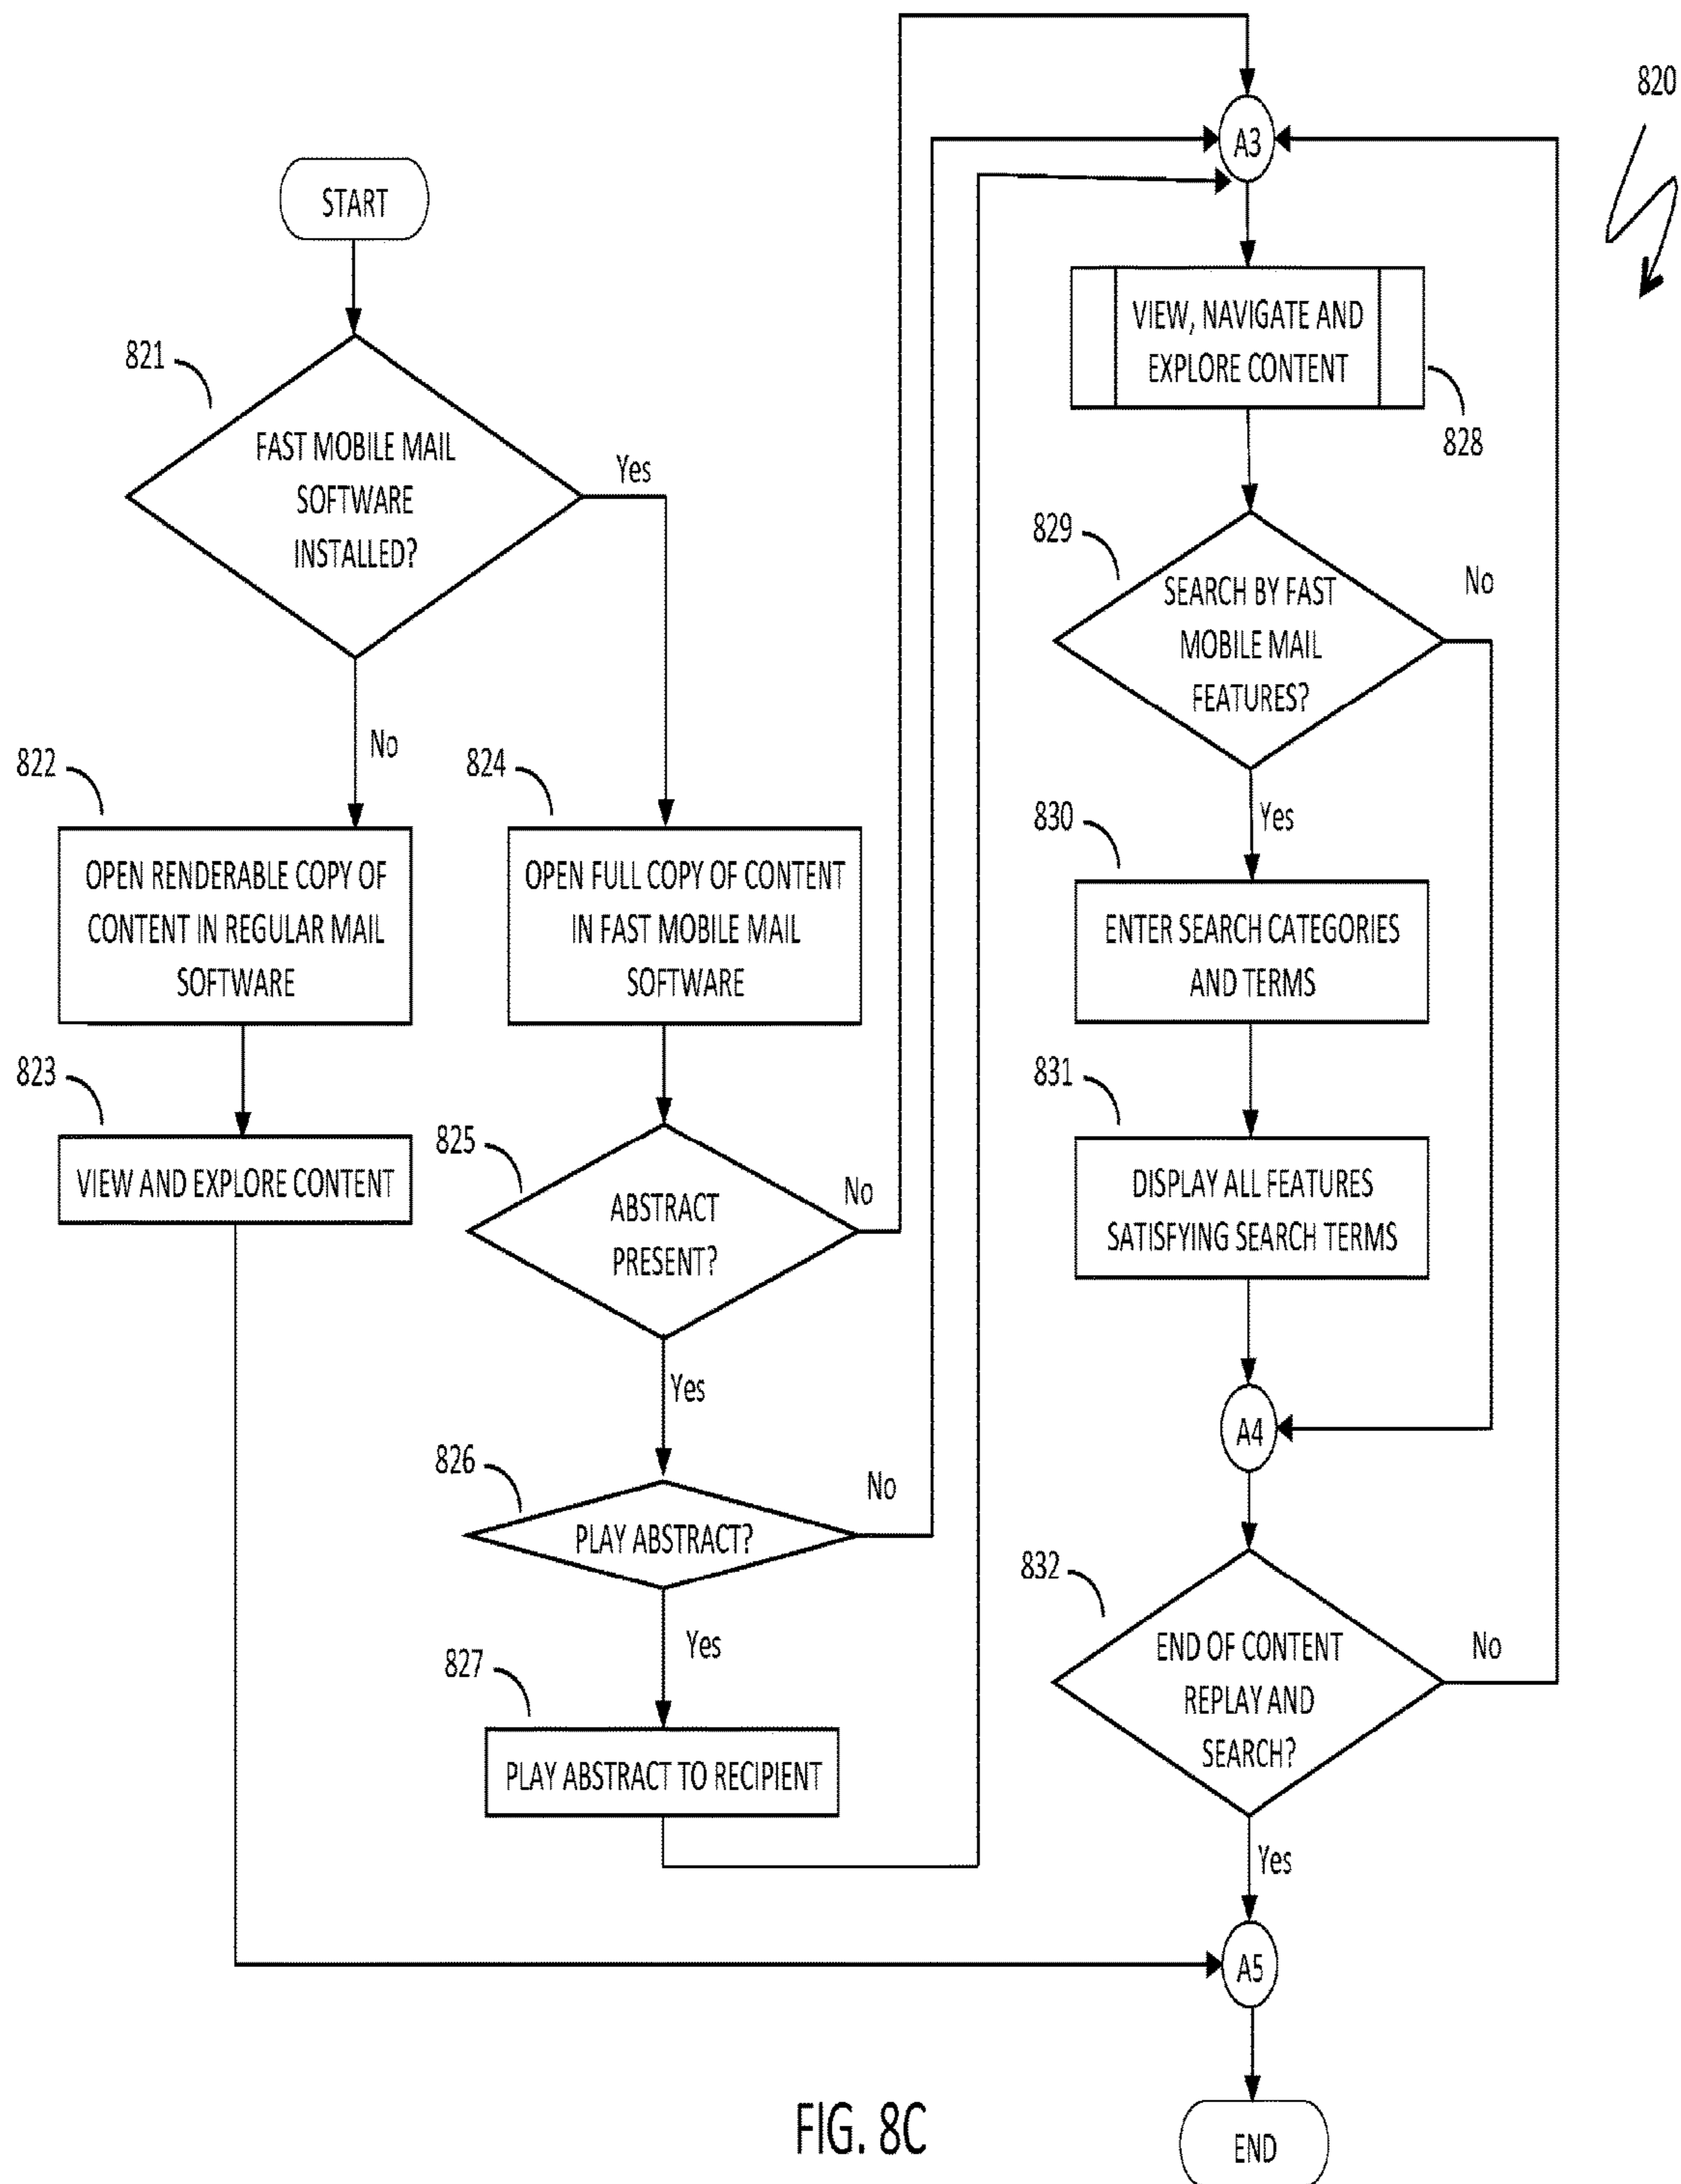 820
A3
START
VIEW, NAVIGATE AND
EXPLORE CONTENT
828
821
FAST MOBILE MAIL
SOFTWARE
INSTALLED?
Yes
No
829
SEARCH BY FAST
MOBILE MAIL
FEATURES?
No
Yes
822
OPEN RENDERABLE COPY OF
CONTENT IN REGULAR MAIL
SOFTWARE
824
OPEN FULL COPY OF CONTENT
IN FAST MOBILE MAIL
SOFTWARE
830
ENTER SEARCH CATEGORIES
AND TERMS
823
VIEW AND EXPLORE CONTENT
825
ABSTRACT
PRESENT?
No
Yes
831
DISPLAY ALL FEATURES
SATISFYING SEARCH TERMS
A4
826
PLAY ABSTRACT?
No
Yes
832
END OF CONTENT
REPLAY AND
SEARCH?
No
Yes
827
PLAY ABSTRACT TO RECIPIENT
A5
END
FIG. 8C